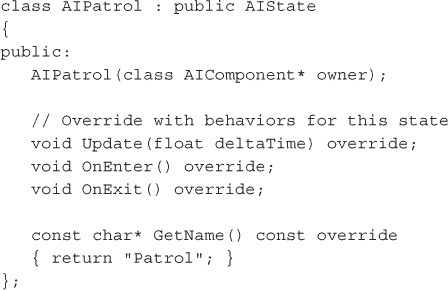 class AIPatrol : public AIState
{
public:
   AIPatrol(class AIComponent* owner);

   // Override with behaviors for this state
   void Update(float deltaTime) override;
   void OnEnter() override;
   void OnExit() override;

   const char* GetName() const override
   { return "Patrol"; }
};